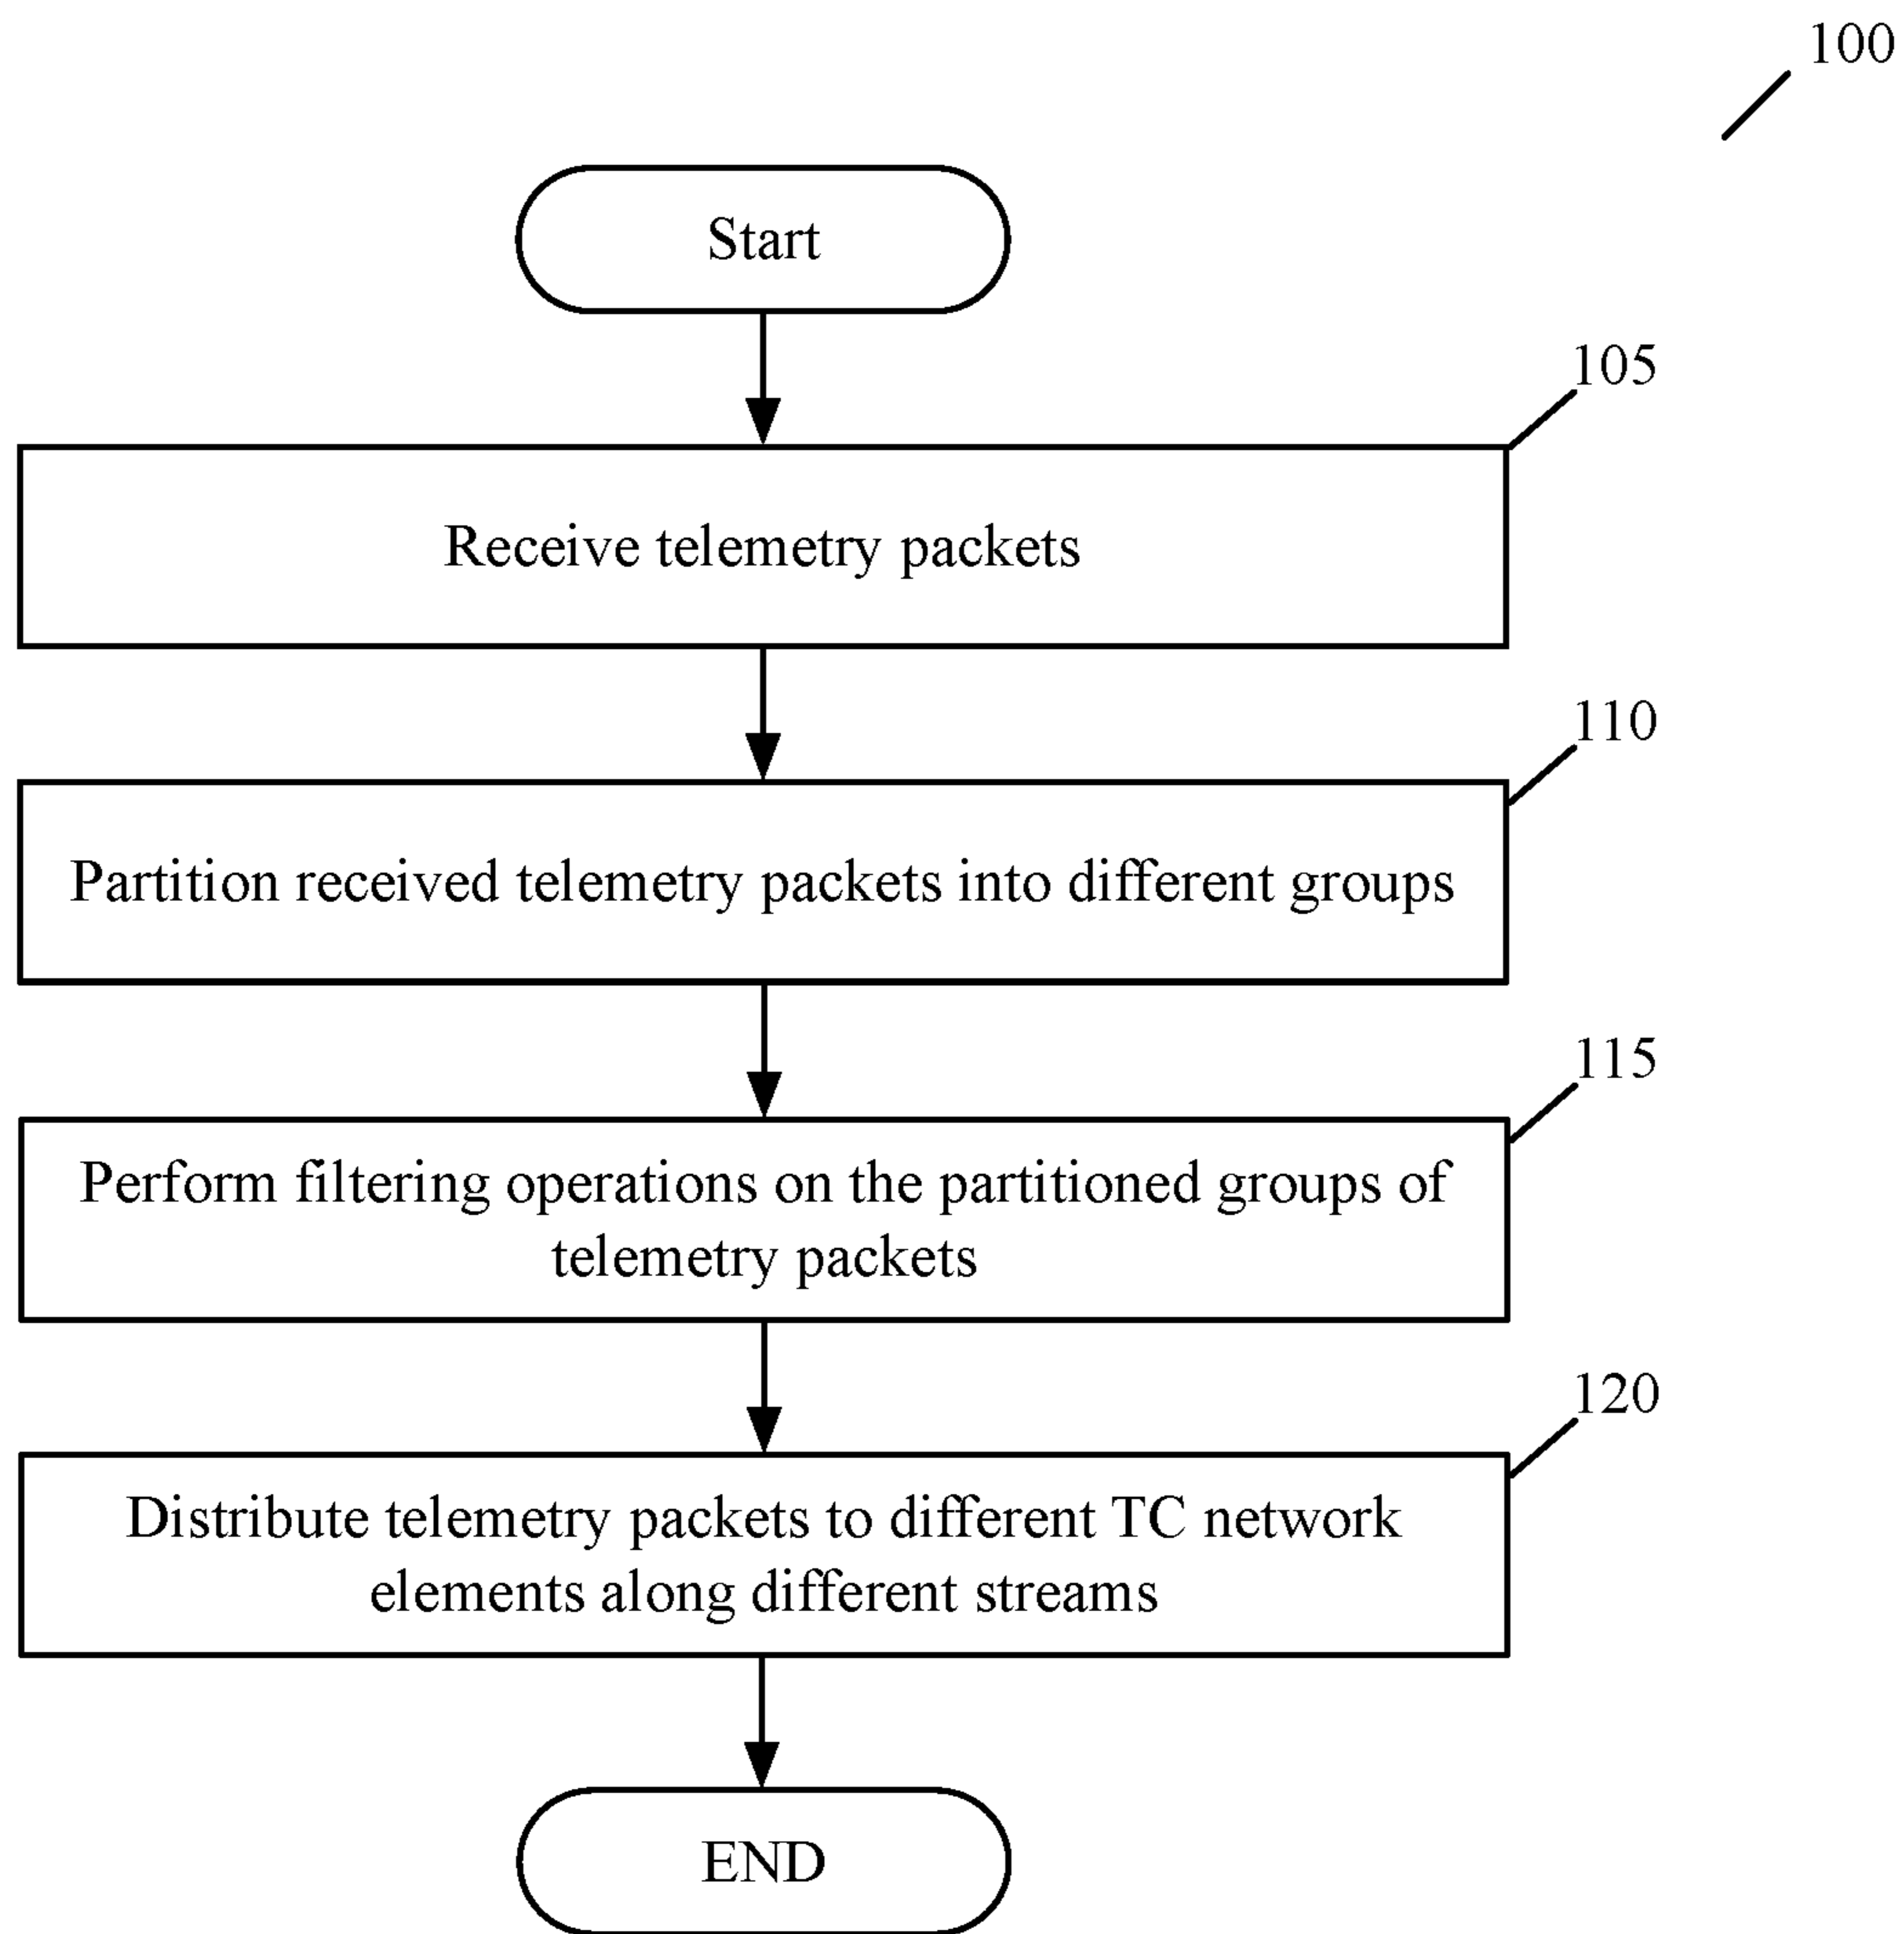 100
Start
105
Receive telemetry packets
110
Partition received telemetry packets into different groups
115
Perform filtering operations on the partitioned groups of
telemetry packets
120
Distribute telemetry packets to different TC network
elements along different streams
END